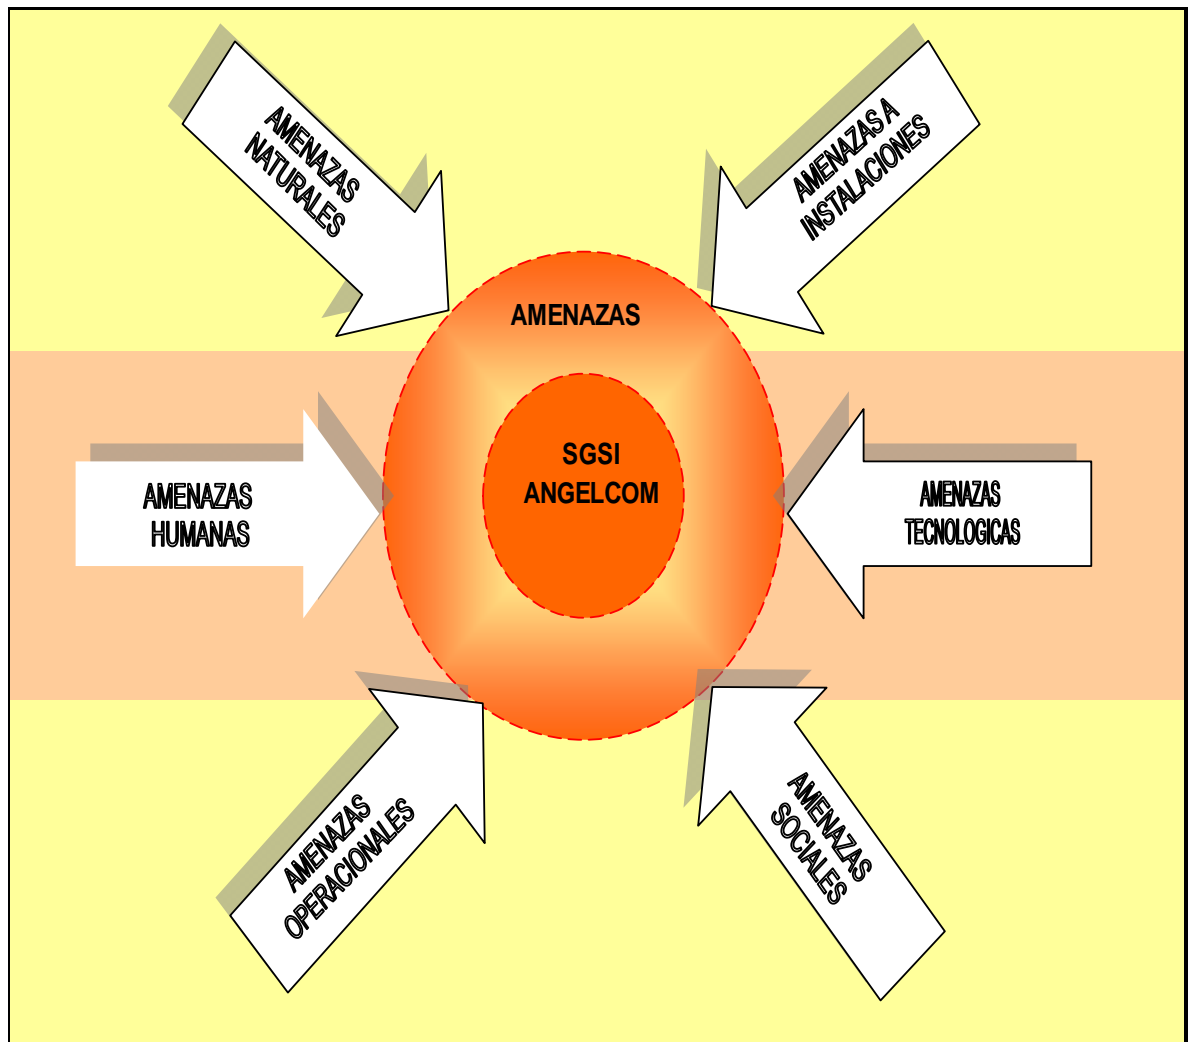 AMENAZAS
NATURALES
AMENAZAS A
INSTALACIONES
AMENAZAS
SGSI
ANGELCOM
AMENAZAS
HUMANAS
AMENAZAS
TECNOLOGICAS
AMENAZAS
OPERACIONALES
AMENAZAS
SOCIALES